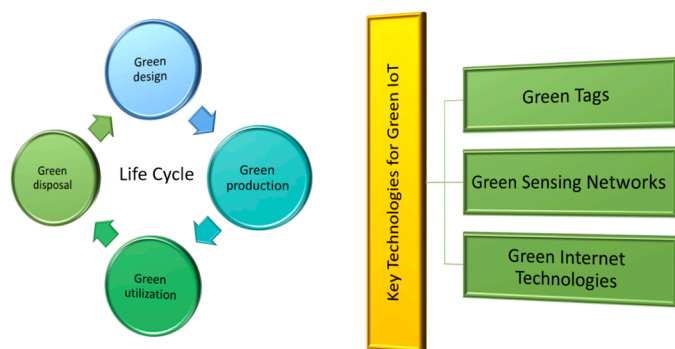 Green
design
Green
production
Green
utilization
Green
disposal
Life Cycle
Key Technologies for Green IoT
Green Tags
Green Sensing Networks
Green Internet
Technologies